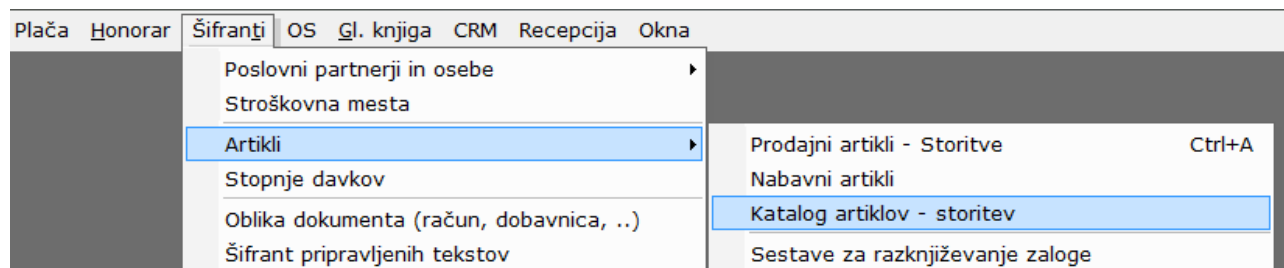 Plača Honorar Šifranti OS Gl. knjiga CRM Recepcija Okna
Poslovni partnerji in osebe
Stroškovna mesta
Artikli
Stopnje davkov
Oblika dokumenta (račun, dobavnica, ..)
Šifrant pripravljenih tekstov
Prodajni artikli - Storitve Ctrl+A
Nabavni artikli
Katalog artiklov - storitev
Sestave za razknjiževanje zaloge